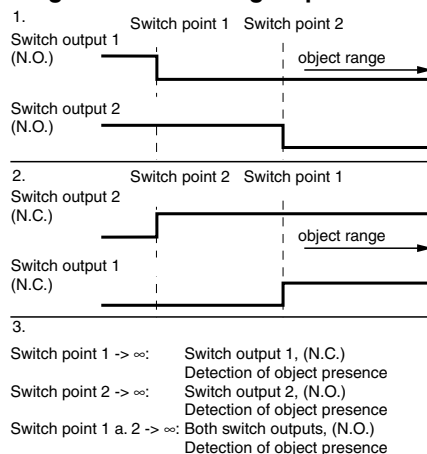 1.
Switch point 1 Switch point 2
Switch output 1
(N.O.)
object range
Switch output 2
(N.O.)
2.
Switch point 2 Switch point 1
Switch output 2
(N.C.)
object range
Switch output 1
(N.C.)
3.
Switch point 1 -> ∞: Switch output 1, (N.C.)
Detection of object presence
Switch point 2 -> ∞: Switch output 2, (N.O.)
Detection of object presence
Switch point 1 a. 2 -> ∞: Both switch outputs, (N.O.)
Detection of object presence